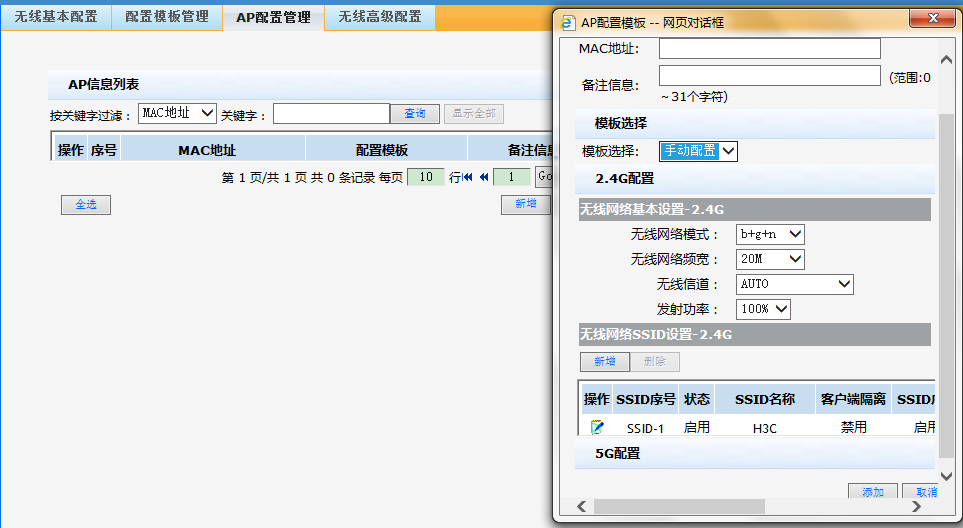 无线基本配置 配置模板管理 AP配置管理 无线高级配置
AP信息列表
按关键字过滤： MAC地址 关键字： 查询 显示全部
操作 序号 MAC地址 配置模板 备注信息
第 1 页/共 1 页 共 0 条记录 每页 10 行 1 Go
全选 新增
AP配置模板 -- 网页对话框
MAC地址:
备注信息: (范围:0
～31个字符)
模板选择
模板选择: 手动配置
2.4G配置
无线网络基本设置-2.4G
无线网络模式： b+g+n
无线网络频宽： 20M
无线信道： AUTO
发射功率： 100%
无线网络SSID设置-2.4G
新增 删除
操作 SSID序号 状态 SSID名称 客户端隔离 SSID
SSID-1 启用 H3C 禁用 启用
5G配置
添加 取消